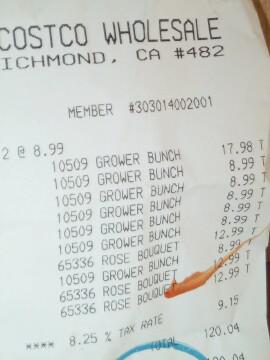 COSTCO WHOLESALE
ICHMOND, CA #482
MEMBER #303014002001
2 @ 8.99
10509 GROWER BUNCH 17.98 T
10509 GROWER BUNCH 8.99 T
10509 GROWER BUNCH 8.99 T
10509 GROWER BUNCH 8.99 T
10509 GROWER BUNCH 8.99 T
10509 GROWER BUNCH 8.99 T
65336 ROSE BOUQUET 12.99 T
10509 GROWER BUNCH 8.99
65336 ROSE BOUQUET 12.99 T
65336 ROSE BOUQUET 12.99 T
8.25 % TAX RATE 9.15
**** TOTAL 120.04
120.04